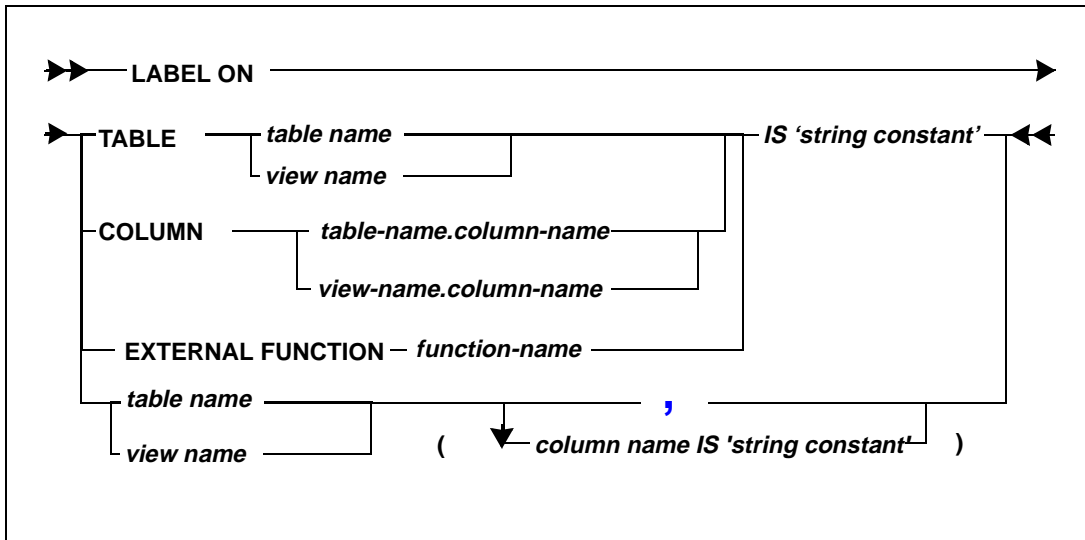 LABEL ON
TABLE table name IS ‘string constant’
view name
COLUMN table-name.column-name
view-name.column-name
EXTERNAL FUNCTION function-name
table name ,
view name ( column name IS 'string constant' )